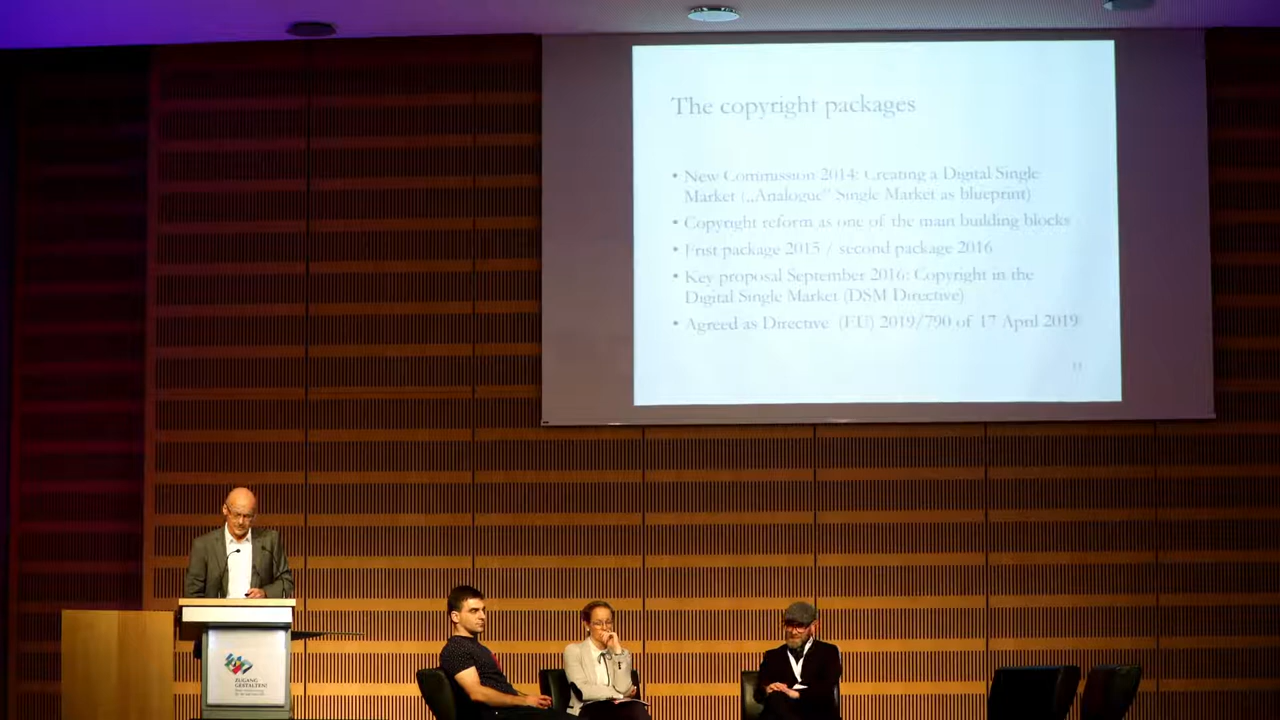 The copyright packages
• New Commission 2014: Creating a Digital Single
Market („Analogue" Single Market as blueprint)
• Copyright reform as one of the main building blocks
• Frist package 2015 / second package 2016
• Key proposal September 2016: Copyright in the
Digital Single Market (DSM Directive)
• Agreed as Directive (EU) 2019/790 of 17 April 2019
11
ZUGANG
GESTALTEN!